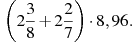 (2 3/8 + 2 2/7) · 8,96.